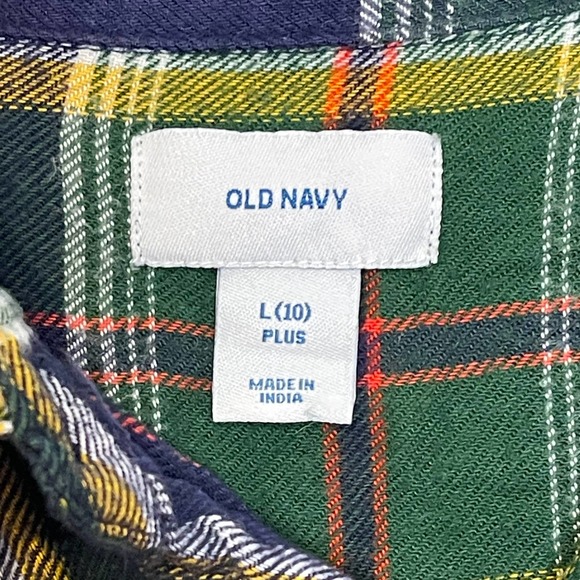 OLD NAVY
L (10)
PLUS
MADE IN
INDIA